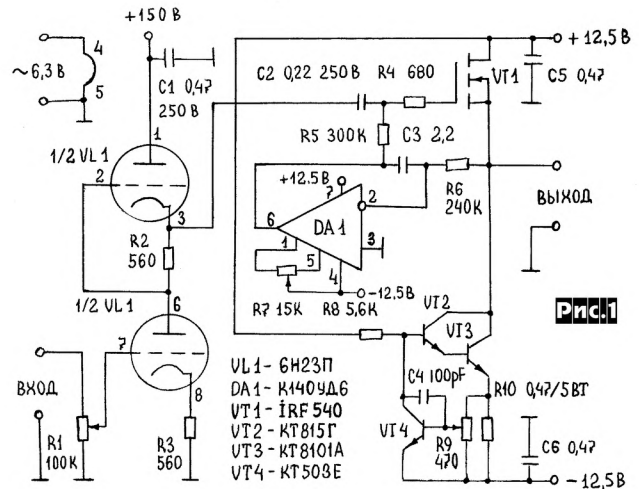 +150 В
4
~6,3 В
5
C1 0,47
250 В
1
1/2 VL1
2
3
R2
560
1/2 VL1
6
7
8
ВХОД
R1
100K
R3
560
C2 0,22 250В
R4 680
VT1
+ 12,5 В
C5 0,47
R5 300K
C3 2,2
+12,5 В
7
2
6
DA1
3
1
5
4
R6
240K
ВЫХОД
R7 15K
R8 5,6K
-12,5В
VT2
VT3
Рис.1
C4 100pF
VT4
R9
470
R10 0,47/5ВТ
C6 0,47
- 12,5 В
VL1 - 6Н23П
DA1 - К140УД6
VT1 - IRF540
VT2 - КТ815Г
VT3 - КТ8101А
VT4 - КТ503Е